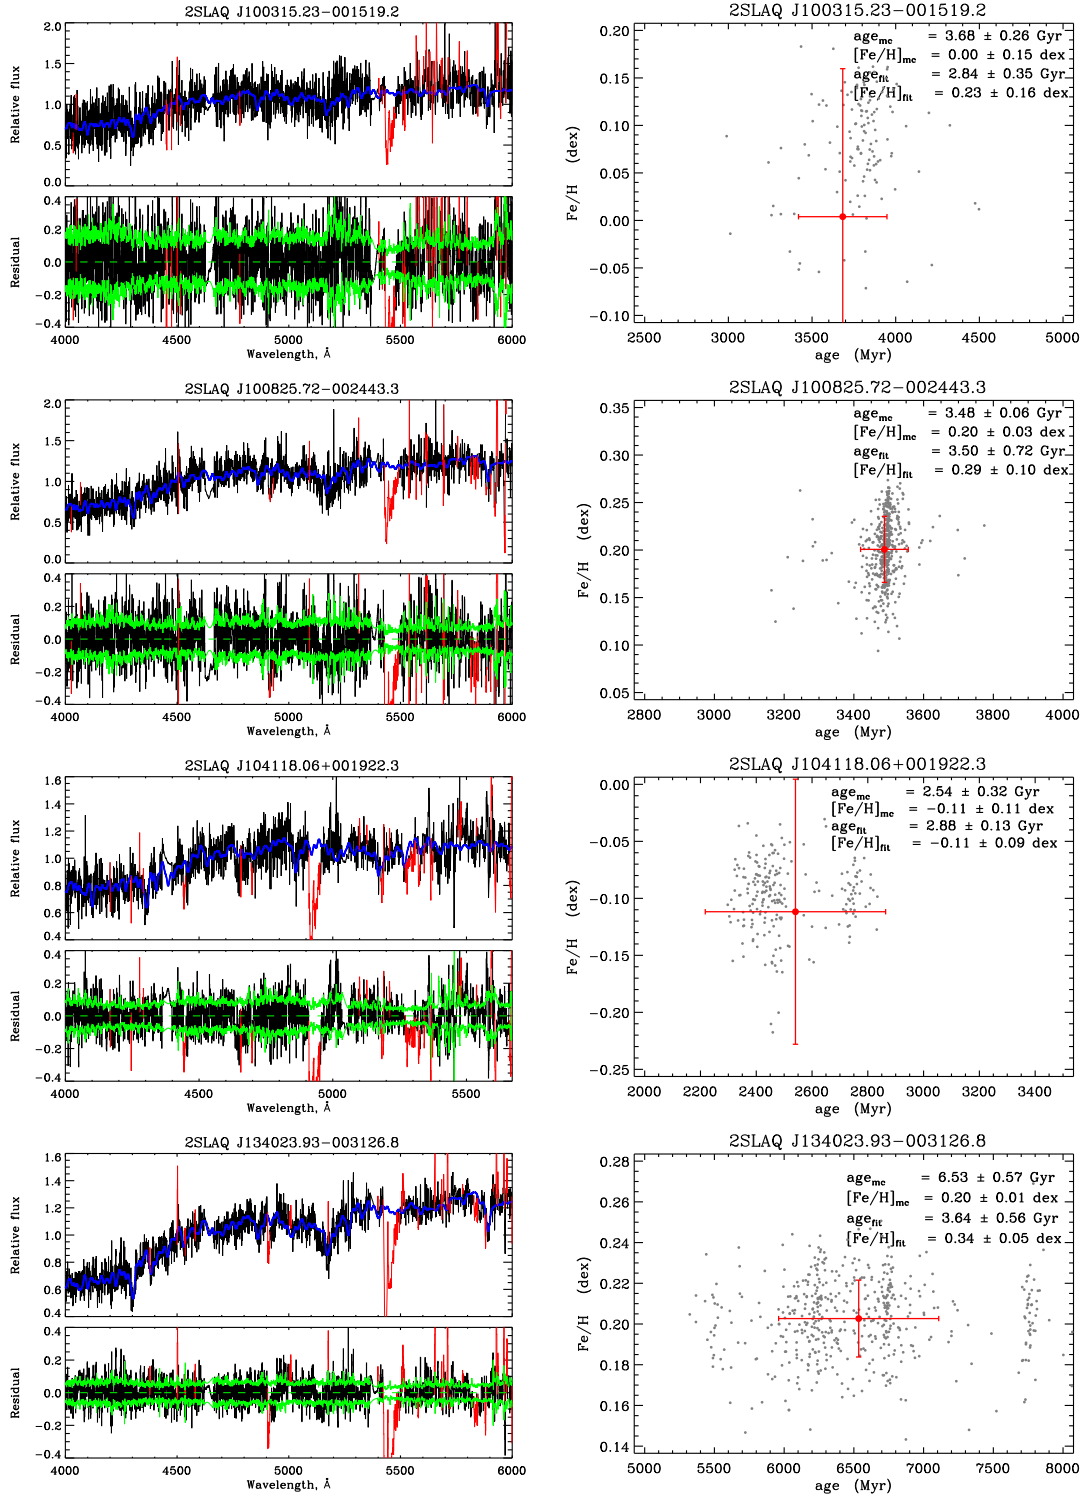 2SLAQ J100315.23−001519.2
2.0
1.5
1.0
0.5
0.0
Relative flux
0.4
0.2
0.0
−0.2
−0.4
Residual
4000 4500 5000 5500 6000
Wavelength, Å
2SLAQ J100315.23−001519.2
age_mc = 3.68 ± 0.26 Gyr
[Fe/H]_mc = 0.00 ± 0.15 dex
age_fit = 2.84 ± 0.35 Gyr
[Fe/H]_fit = 0.23 ± 0.16 dex
0.20
0.15
0.10
0.05
0.00
−0.05
−0.10
Fe/H (dex)
2500 3000 3500 4000 4500 5000
age (Myr)
2SLAQ J100825.72−002443.3
2.0
1.5
1.0
0.5
0.0
Relative flux
0.4
0.2
0.0
−0.2
−0.4
Residual
4000 4500 5000 5500 6000
Wavelength, Å
2SLAQ J100825.72−002443.3
age_mc = 3.48 ± 0.06 Gyr
[Fe/H]_mc = 0.20 ± 0.03 dex
age_fit = 3.50 ± 0.72 Gyr
[Fe/H]_fit = 0.29 ± 0.10 dex
0.35
0.30
0.25
0.20
0.15
0.10
0.05
Fe/H (dex)
2800 3000 3200 3400 3600 3800 4000
age (Myr)
2SLAQ J104118.06+001922.3
1.6
1.4
1.2
1.0
0.8
0.6
0.4
Relative flux
0.4
0.2
0.0
−0.2
−0.4
Residual
4000 4500 5000 5500
Wavelength, Å
2SLAQ J104118.06+001922.3
age_mc = 2.54 ± 0.32 Gyr
[Fe/H]_mc = −0.11 ± 0.11 dex
age_fit = 2.88 ± 0.13 Gyr
[Fe/H]_fit = −0.11 ± 0.09 dex
0.00
−0.05
−0.10
−0.15
−0.20
−0.25
Fe/H (dex)
2000 2200 2400 2600 2800 3000 3200 3400
age (Myr)
2SLAQ J134023.93−003126.8
1.6
1.4
1.2
1.0
0.8
0.6
0.4
Relative flux
0.4
0.2
0.0
−0.2
−0.4
Residual
4000 4500 5000 5500 6000
Wavelength, Å
2SLAQ J134023.93−003126.8
age_mc = 6.53 ± 0.57 Gyr
[Fe/H]_mc = 0.20 ± 0.01 dex
age_fit = 3.64 ± 0.56 Gyr
[Fe/H]_fit = 0.34 ± 0.05 dex
0.28
0.26
0.24
0.22
0.20
0.18
0.16
0.14
Fe/H (dex)
5000 5500 6000 6500 7000 7500 8000
age (Myr)